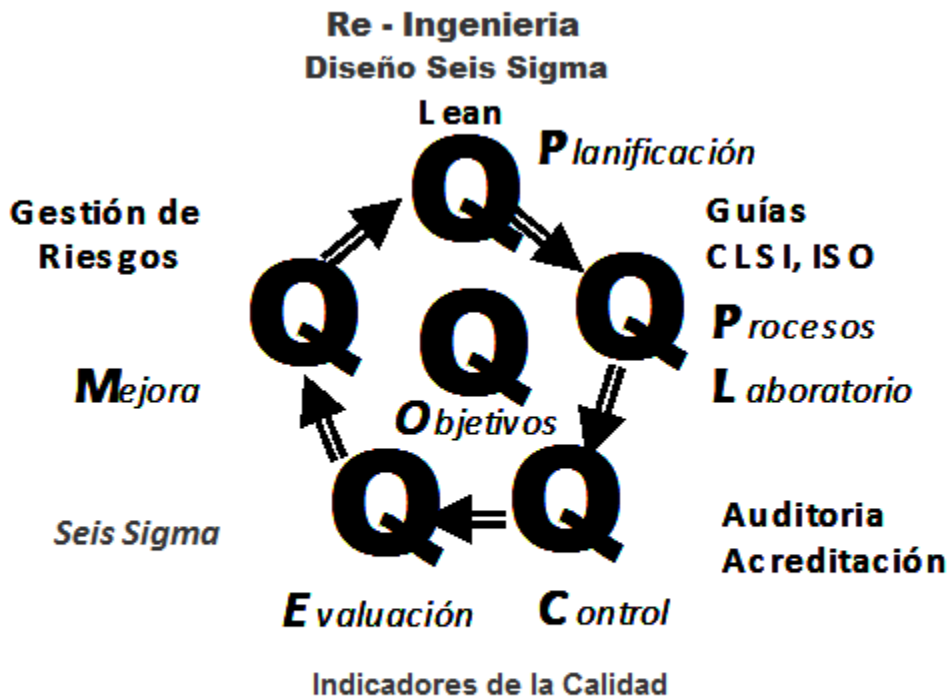 Re - Ingenieria
Diseño Seis Sigma
Lean
Q Planificación
Gestión de
Riesgos
Guías
CLSI, ISO
Q
Q
Q
Procesos
Mejora
Laboratorio
Objetivos
Q
Q
Seis Sigma
Auditoria
Acreditación
Evaluación
Control
Indicadores de la Calidad